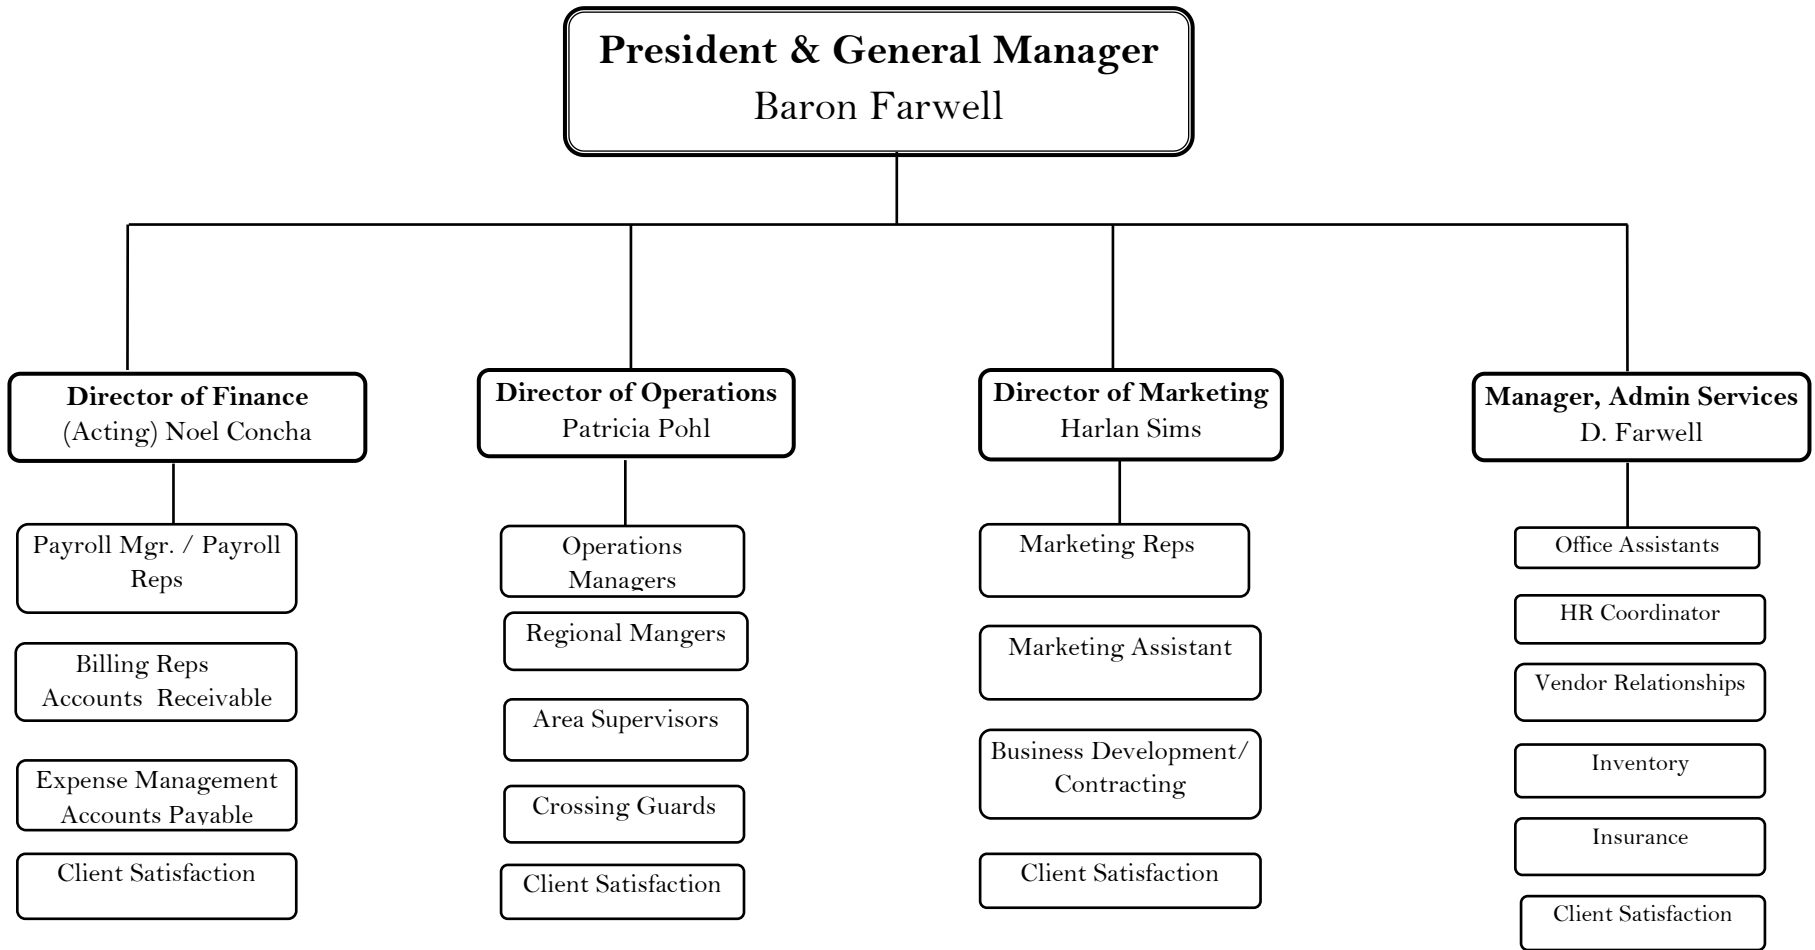 President & General Manager
Baron Farwell
Director of Finance
(Acting) Noel Concha
Payroll Mgr. / Payroll
Reps
Billing Reps
Accounts  Receivable
Expense Management
Accounts Payable
Client Satisfaction
Director of Operations
Patricia Pohl
Operations
Managers
Regional Mangers
Area Supervisors
Crossing Guards
Client Satisfaction
Director of Marketing
Harlan Sims
Marketing Reps
Marketing Assistant
Business Development/
Contracting
Client Satisfaction
Manager, Admin Services
D. Farwell
Office Assistants
HR Coordinator
Vendor Relationships
Inventory
Insurance
Client Satisfaction